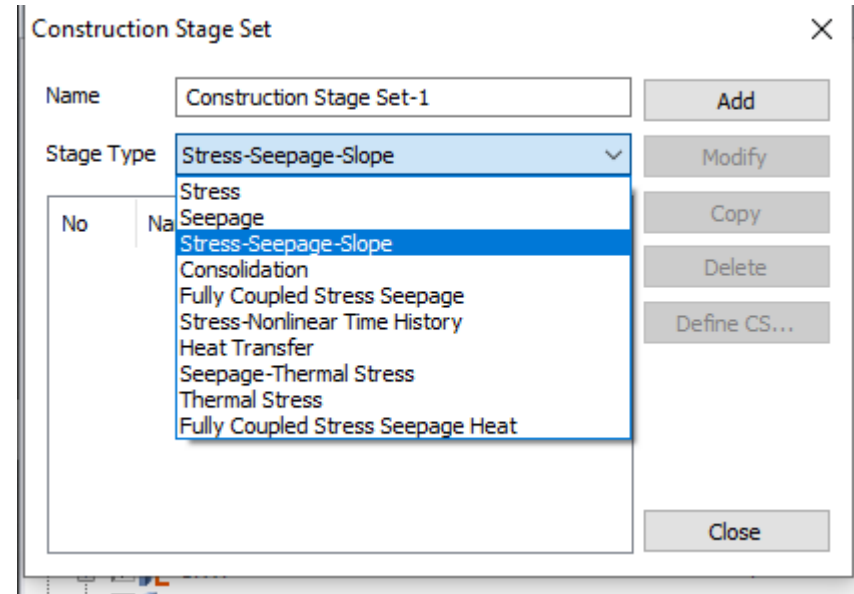 Construction Stage Set
Name
Construction Stage Set-1
Add
Stage Type
Stress-Seepage-Slope
Modify
No
Na
Stress
Seepage
Stress-Seepage-Slope
Consolidation
Fully Coupled Stress Seepage
Stress-Nonlinear Time History
Heat Transfer
Seepage-Thermal Stress
Thermal Stress
Fully Coupled Stress Seepage Heat
Copy
Delete
Define CS...
Close